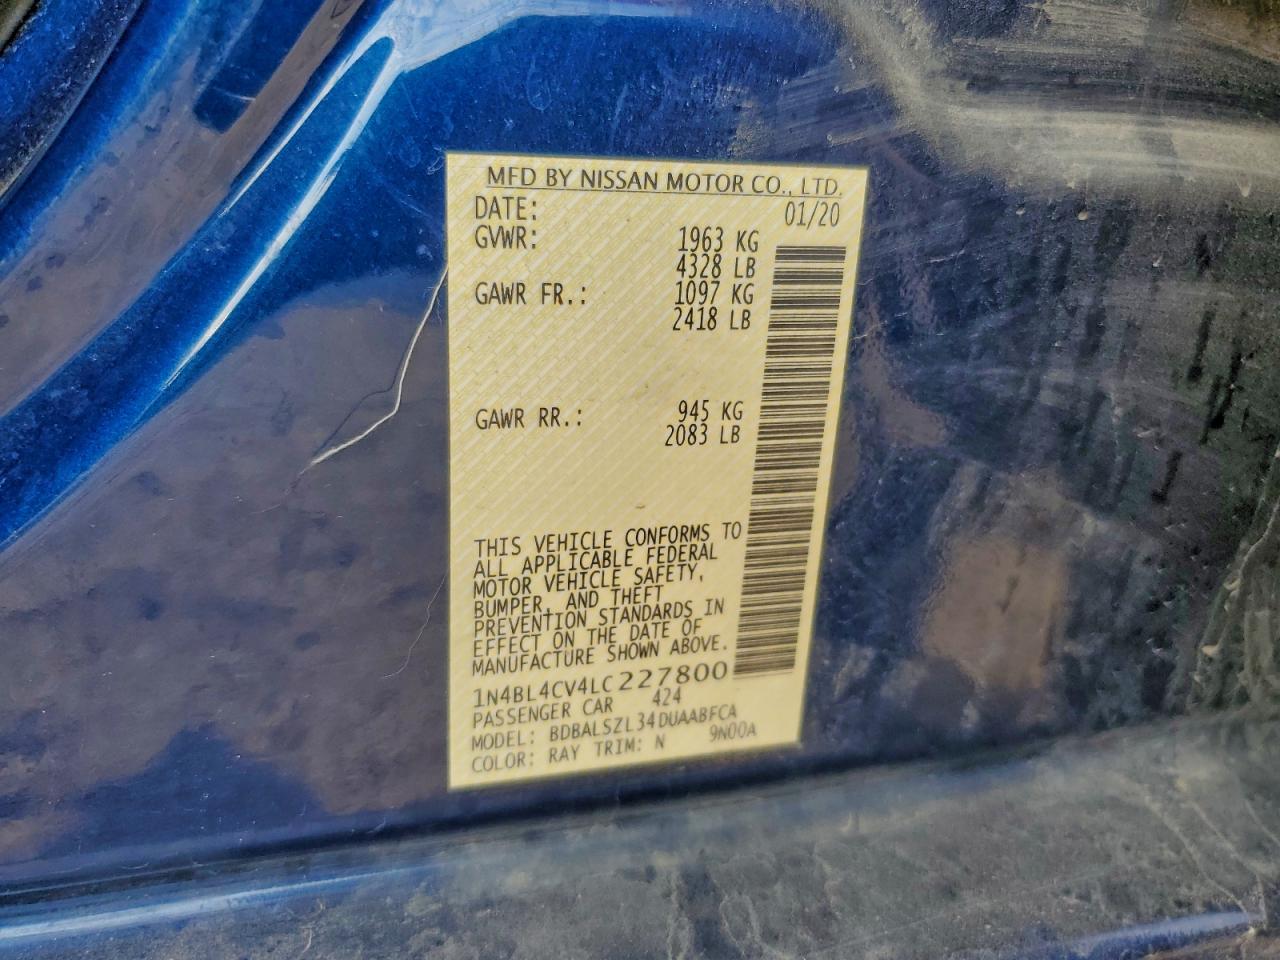 MFD BY NISSAN MOTOR CO., LTD.
DATE: 01/20
GVWR: 1963 KG
4328 LB
GAWR FR.: 1097 KG
2418 LB
GAWR RR.: 945 KG
2083 LB
THIS VEHICLE CONFORMS TO
ALL APPLICABLE FEDERAL
MOTOR VEHICLE SAFETY,
BUMPER, AND THEFT
PREVENTION STANDARDS IN
EFFECT ON THE DATE OF
MANUFACTURE SHOWN ABOVE.
1N4BL4CV4LC227800
PASSENGER CAR 424
MODEL: BDBALSZL34DUAABFCA
COLOR: RAY TRIM: N 9N00A